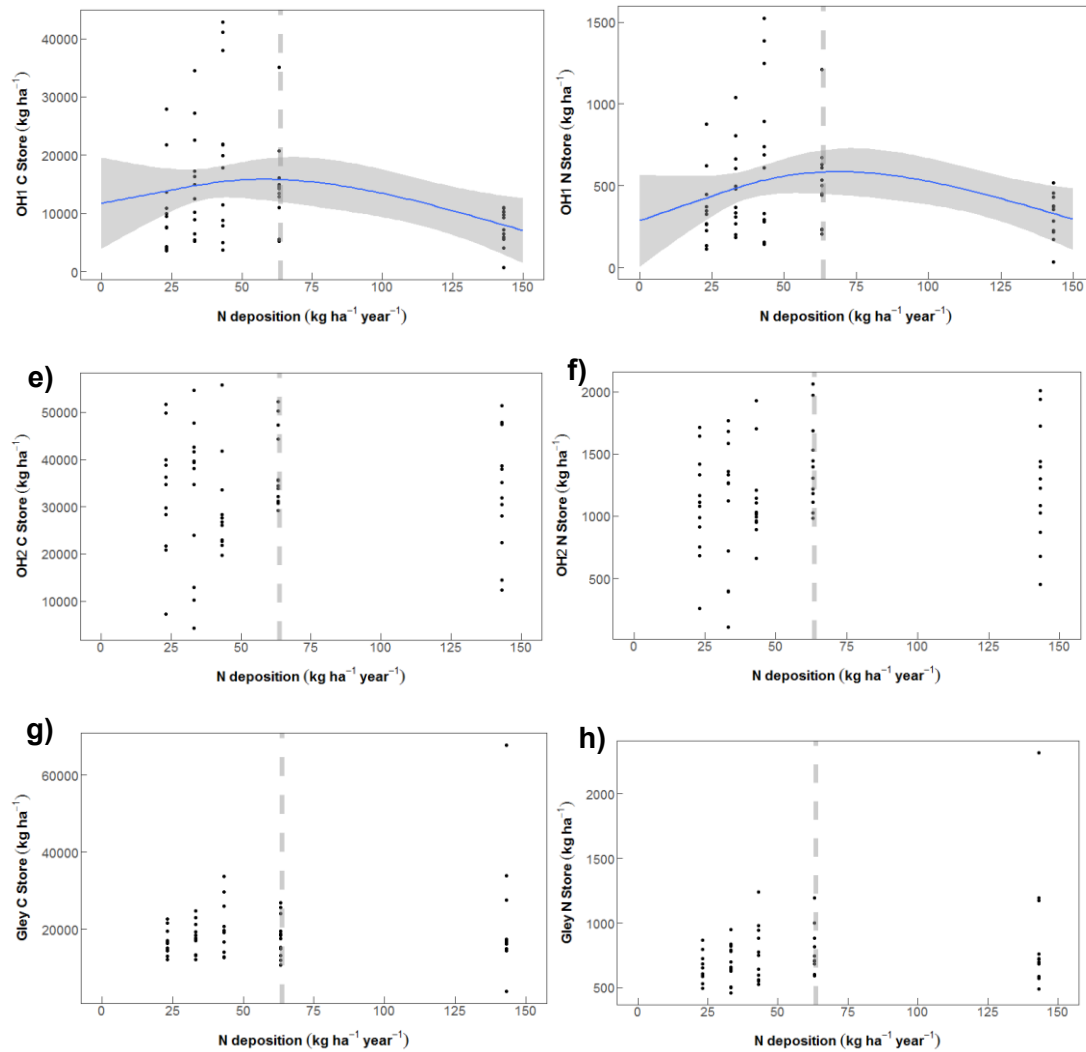 OH1 C Store (kg ha⁻¹)
40000
30000
20000
10000
0
0 25 50 75 100 125 150
N deposition (kg ha⁻¹ year⁻¹)
OH1 N Store (kg ha⁻¹)
1500
1000
500
0
0 25 50 75 100 125 150
N deposition (kg ha⁻¹ year⁻¹)
e)
OH2 C Store (kg ha⁻¹)
50000
40000
30000
20000
10000
0 25 50 75 100 125 150
N deposition (kg ha⁻¹ year⁻¹)
f)
OH2 N Store (kg ha⁻¹)
2000
1500
1000
500
0 25 50 75 100 125 150
N deposition (kg ha⁻¹ year⁻¹)
g)
Gley C Store (kg ha⁻¹)
60000
40000
20000
0 25 50 75 100 125 150
N deposition (kg ha⁻¹ year⁻¹)
h)
Gley N Store (kg ha⁻¹)
2000
1500
1000
500
0 25 50 75 100 125 150
N deposition (kg ha⁻¹ year⁻¹)